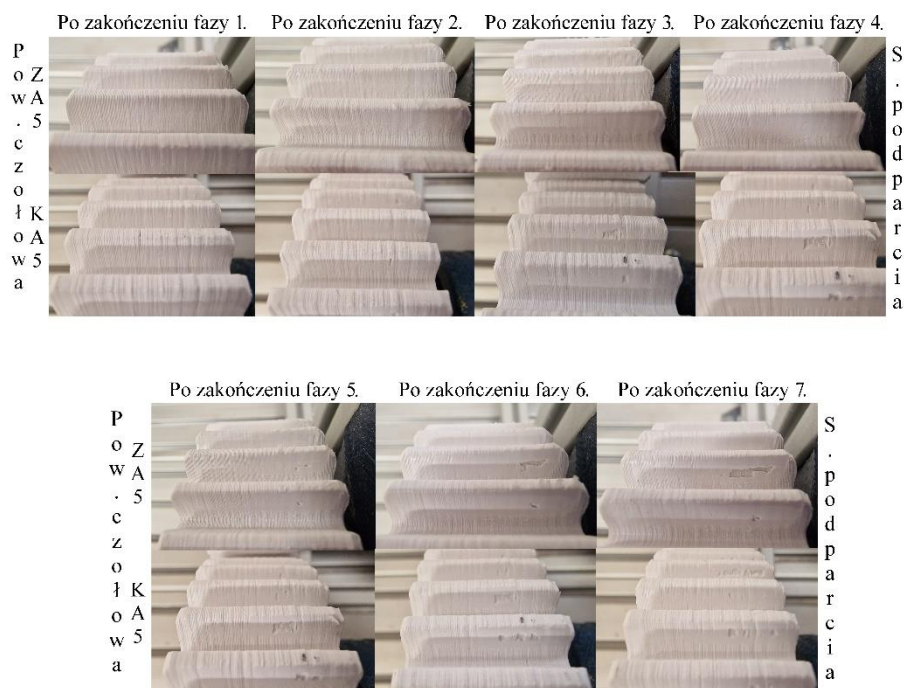 Po zakończeniu fazy 1. Po zakończeniu fazy 2. Po zakończeniu fazy 3. Po zakończeniu fazy 4.
Pow.czołowa
ZA5
KA5
S.podparcia
Po zakończeniu fazy 5. Po zakończeniu fazy 6. Po zakończeniu fazy 7.
Pow.czołowa
ZA5
KA5
S.podparcia